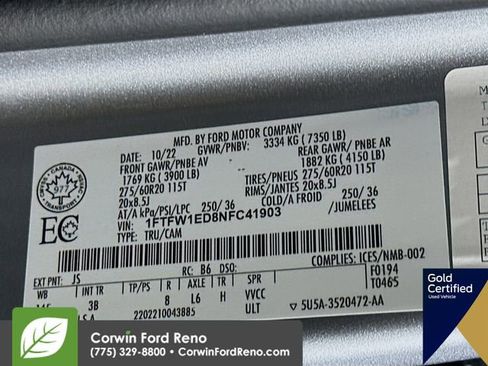 MFD. BY FORD MOTOR COMPANY
DATE: 10/22 GVWR/PNBV: 3334 KG ( 7350 LB)
FRONT GAWR/PNBE AV REAR GAWR/ PNBE AR
1769 KG ( 3900 LB) 1882 KG ( 4150 LB)
275/60R20 115T TIRES/PNEUS 275/60R20 115T
20x8.5J RIMS/JANTES 20x8.5J
AT/A kPa/PSI/LPC 250/ 36 COLD/A FROID 250/ 36
VIN: 1FTFW1ED8NFC41903 /JUMELEES
TYPE: TRU/CAM
CANADA
977
EC
COMPLIES: ICES/NMB-002
EXT PNT: JS RC: B6 DSO: F0194
WB INT TR TP/PS R AXLE TR SPR T0465
145 3B 8 L6 H VVCC
2202210043885 ULT 5U5A-3520472-AA
Gold
Certified
Used Vehicle
Corwin Ford Reno
(775) 329-8800 • CorwinFordReno.com